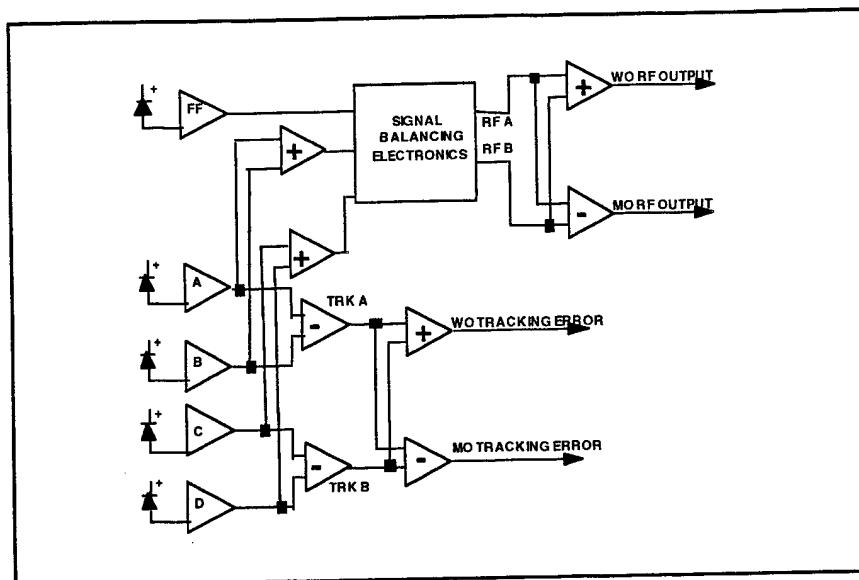 +
FF
+
SIGNAL
BALANCING
ELECTRONICS
RF A
RF B
+
WO RF OUTPUT
-
MO RF OUTPUT
+
+
A
TRK A
-
+
WO TRACKING ERROR
+
B
+
C
-
TRK B
-
MO TRACKING ERROR
+
D